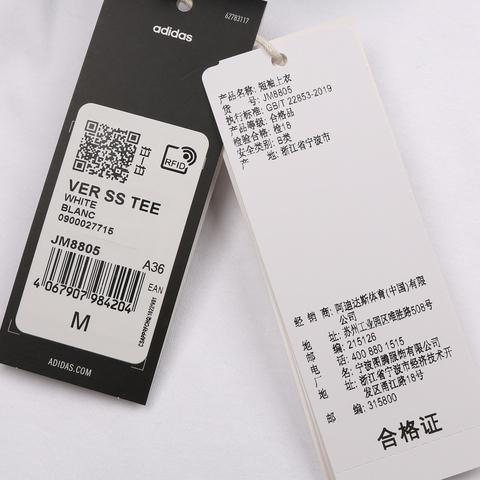 62783117
adidas
RFID
VER SS TEE
WHITE
BLANC
0900027715
JM8805
A36
EAN
4 067907 984204
M
ADIDAS.COM
产品名称: 短袖上衣
货 号: JM8805
执行标准: GB/T 22853-2019
产品等级: 合格品
检验合格: 检18
安全类别: B类
产 地: 浙江省宁波市
经 销 商: 阿迪达斯体育(中国)有限
公司
地 址: 苏州工业园区唯胜路508号
邮 编: 215126
电 话: 400 880 1515
厂 名: 宁波图腾服饰有限公司
地 址: 浙江省宁波市经济技术开
发区甬江路18号
邮 编: 315800
合格证